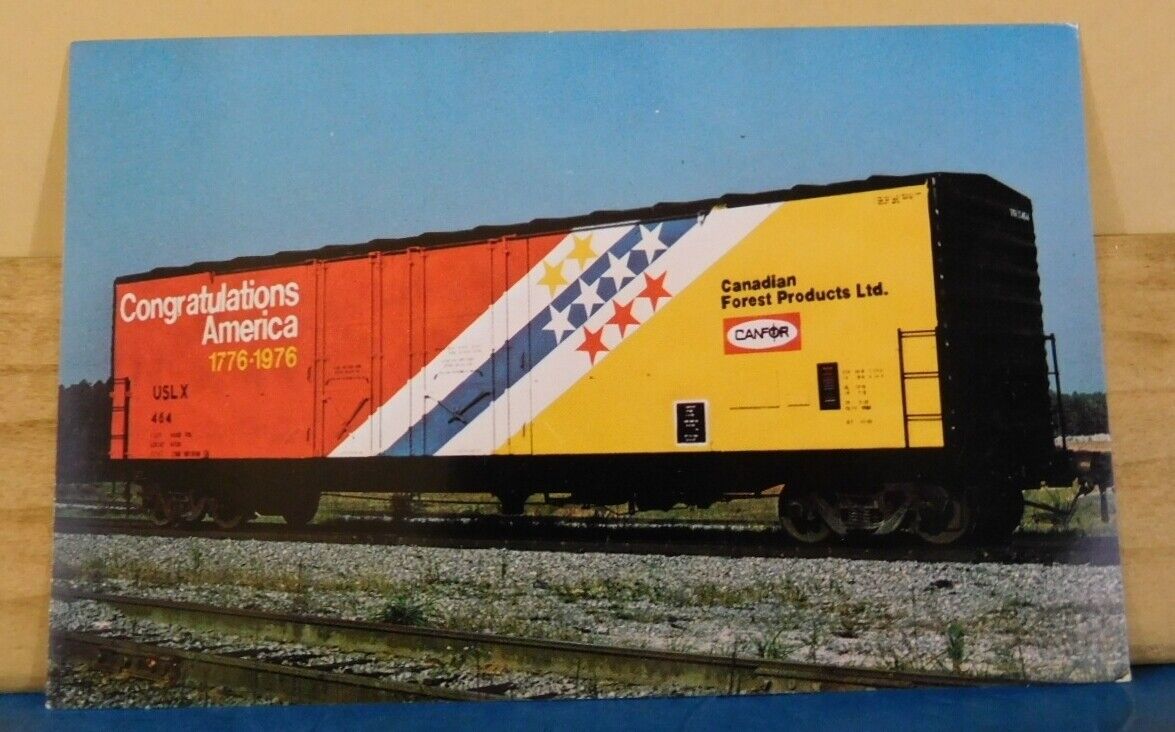 Congratulations
America
1776·1976
USLX
464
Canadian
Forest Products Ltd.
CANFOR